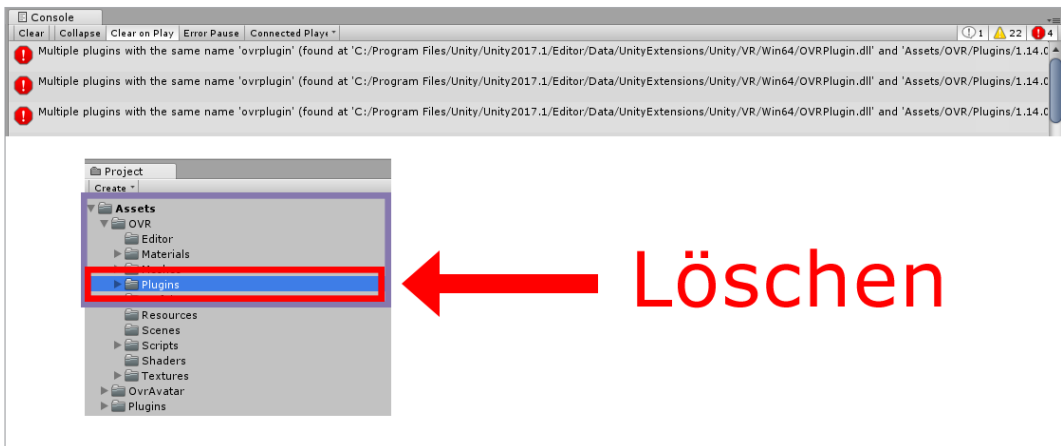 Console
Clear Collapse Clear on Play Error Pause Connected Playe 1 22 4
Multiple plugins with the same name 'ovrplugin' (found at 'C:/Program Files/Unity/Unity2017.1/Editor/Data/UnityExtensions/Unity/VR/Win64/OVRPlugin.dll' and 'Assets/OVR/Plugins/1.14.0
Multiple plugins with the same name 'ovrplugin' (found at 'C:/Program Files/Unity/Unity2017.1/Editor/Data/UnityExtensions/Unity/VR/Win64/OVRPlugin.dll' and 'Assets/OVR/Plugins/1.14.0
Multiple plugins with the same name 'ovrplugin' (found at 'C:/Program Files/Unity/Unity2017.1/Editor/Data/UnityExtensions/Unity/VR/Win64/OVRPlugin.dll' and 'Assets/OVR/Plugins/1.14.0
Project
Create
Assets
OVR
Editor
Materials
Plugins
Resources
Scenes
Scripts
Shaders
Textures
OvrAvatar
Plugins
Löschen